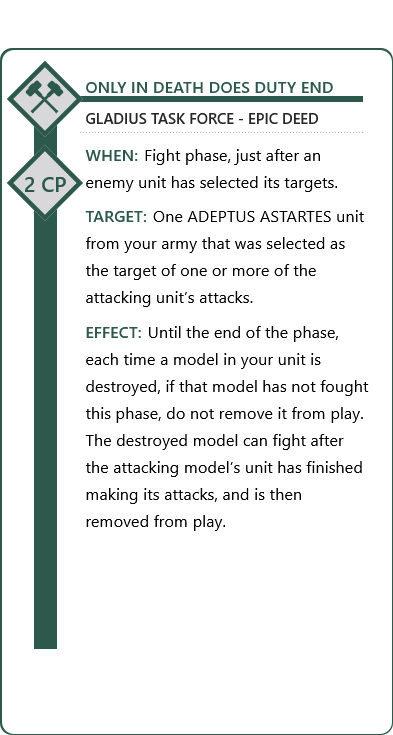 ONLY IN DEATH DOES DUTY END
GLADIUS TASK FORCE - EPIC DEED
2 CP
WHEN: Fight phase, just after an
enemy unit has selected its targets.
TARGET: One ADEPTUS ASTARTES unit
from your army that was selected as
the target of one or more of the
attacking unit’s attacks.
EFFECT: Until the end of the phase,
each time a model in your unit is
destroyed, if that model has not fought
this phase, do not remove it from play.
The destroyed model can fight after
the attacking model’s unit has finished
making its attacks, and is then
removed from play.